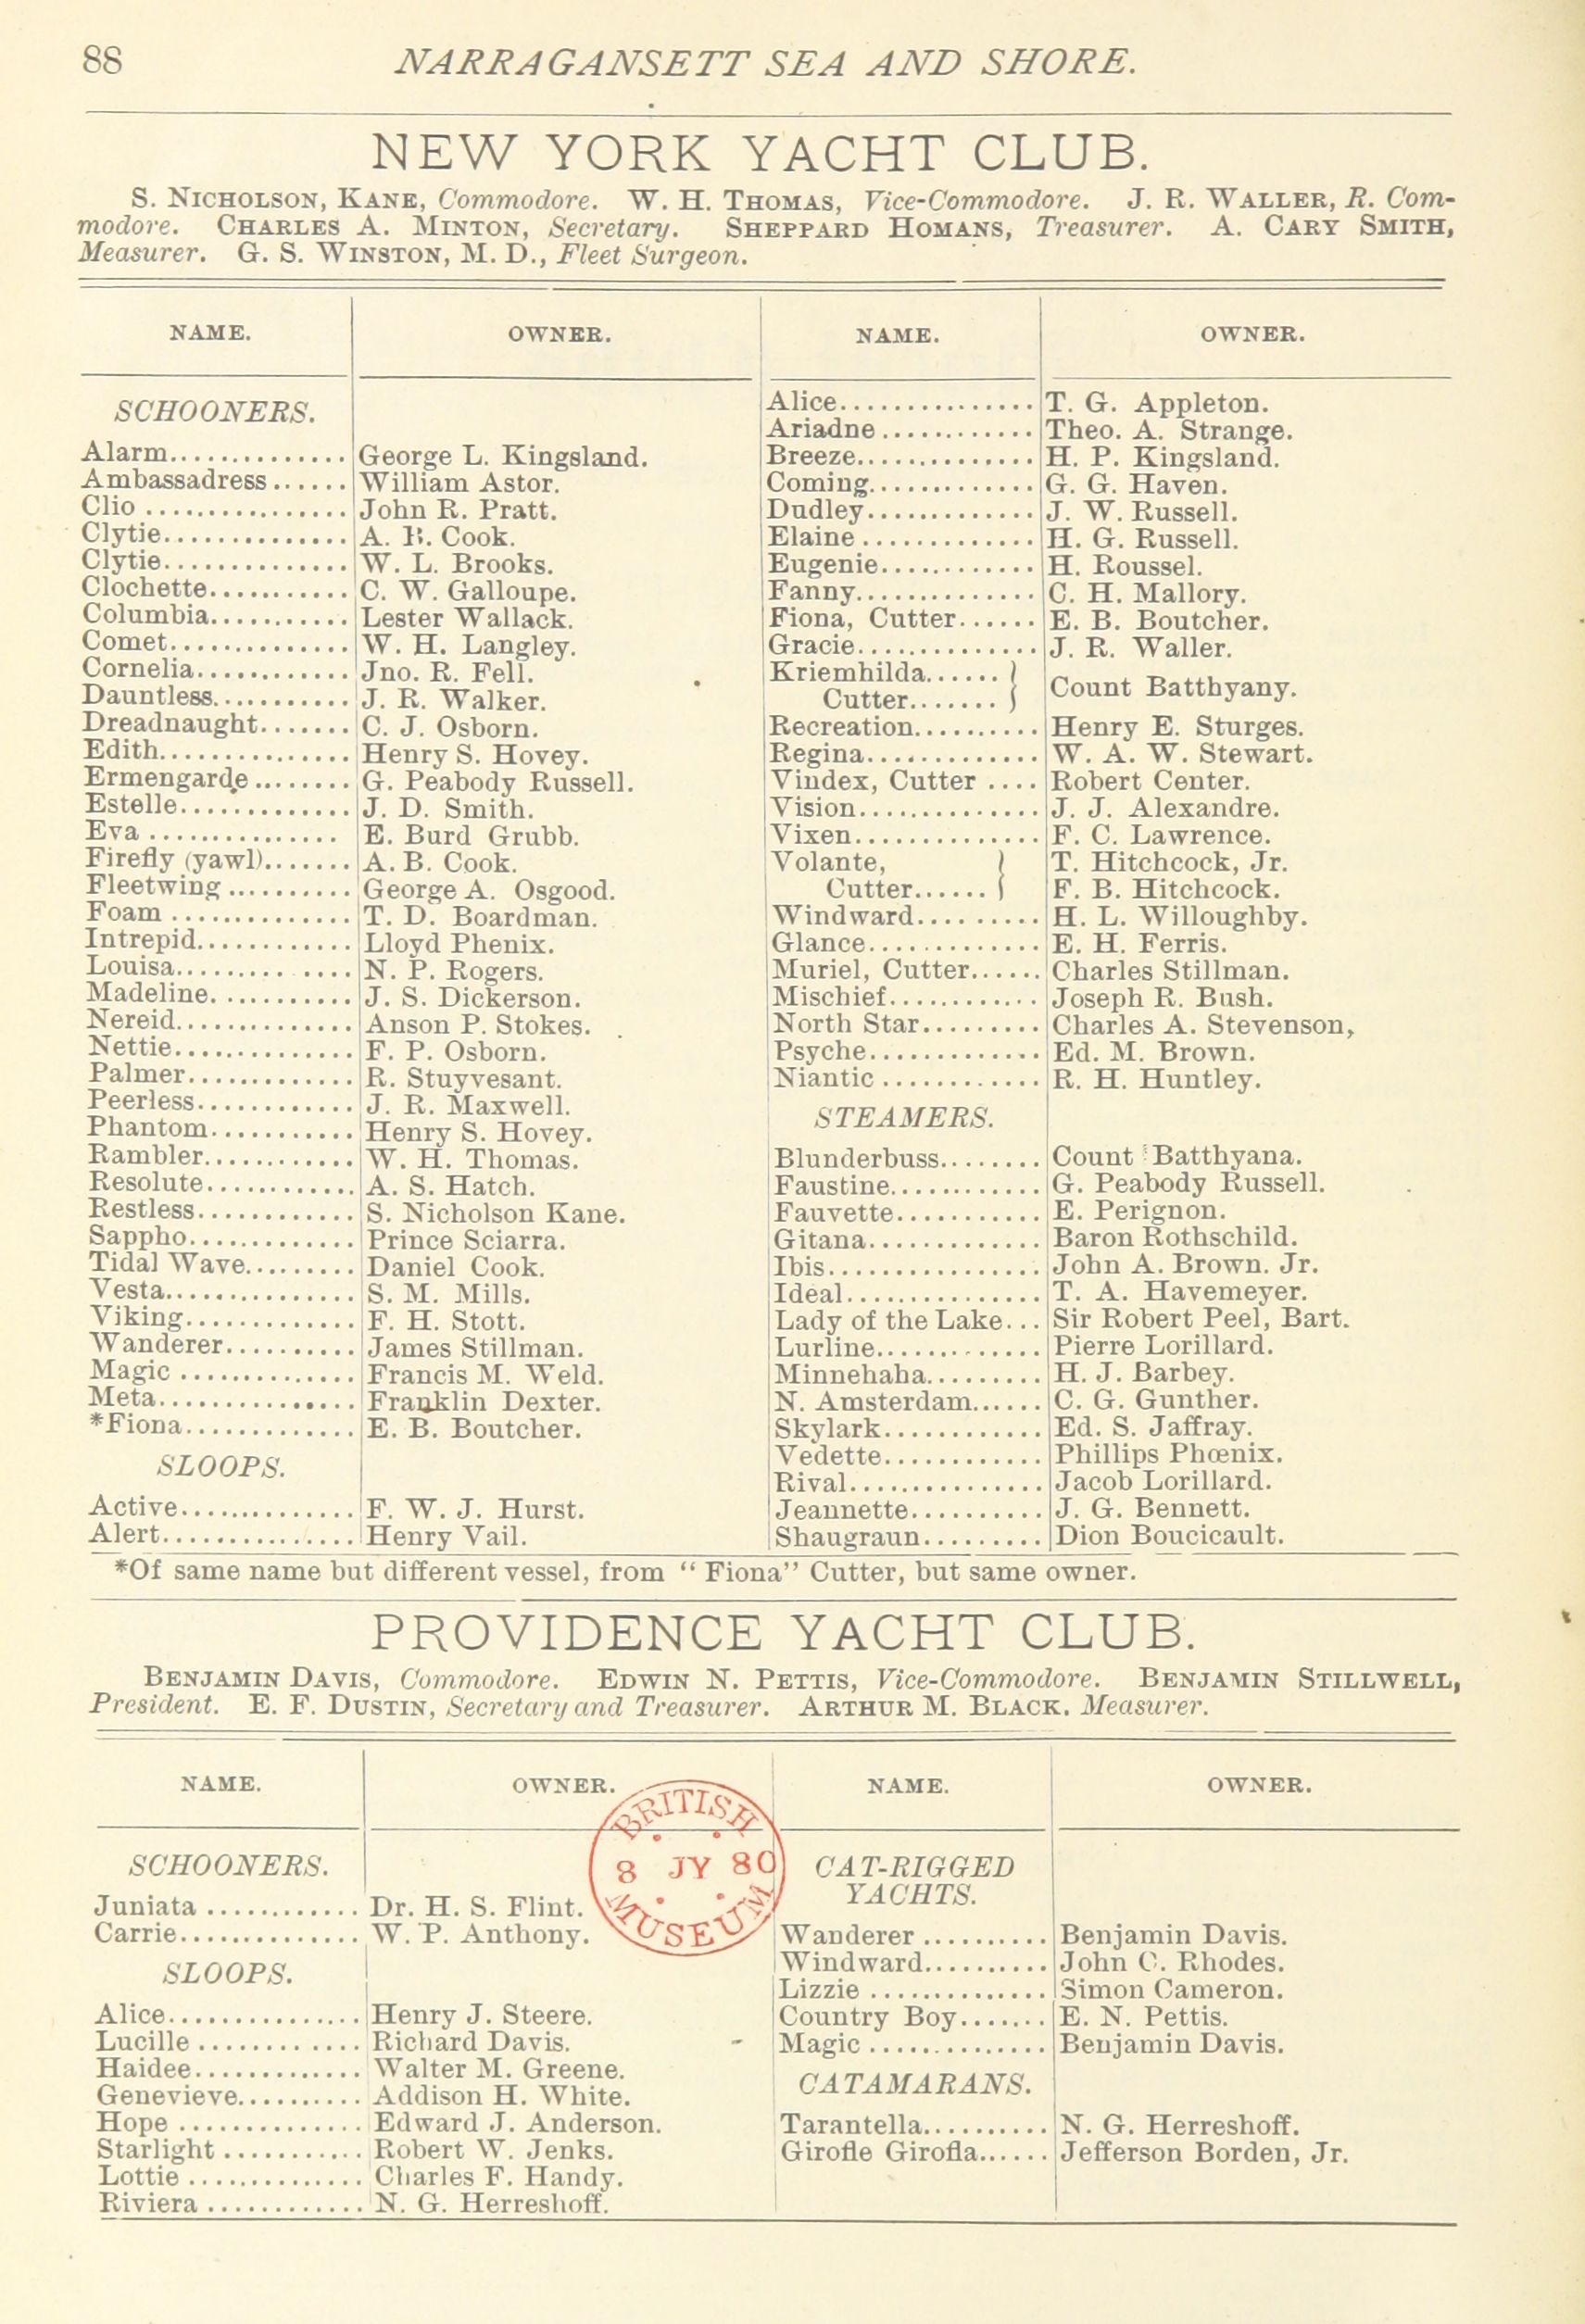 88 NARRAGANSETT SEA AND SHORE.
NEW YORK YACHT CLUB.
S. NICHOLSON, KANE, Commodore. W. H. THOMAS, Vice-Commodore. J. R. WALLER, R. Com-
modore. CHARLES A. MINTON, Secretary. SHEPPARD HOMANS, Treasurer. A. CARY SMITH,
Measurer. G. S. WINSTON, M. D., Fleet Surgeon.
NAME. OWNER.
SCHOONERS.
Alarm.............. George L. Kingsland.
Ambassadress...... William Astor.
Clio ............... John R. Pratt.
Clytie.............. A. B. Cook.
Clytie.............. W. L. Brooks.
Clochette........... C. W. Galloupe.
Columbia........... Lester Wallack.
Comet.............. W. H. Langley.
Cornelia............ Jno. R. Fell.
Dauntless........... J. R. Walker.
Dreadnaught....... C. J. Osborn.
Edith............... Henry S. Hovey.
Ermengarde ........ G. Peabody Russell.
Estelle............. J. D. Smith.
Eva ............... E. Burd Grubb.
Firefly (yawl)....... A. B. Cook.
Fleetwing .......... George A. Osgood.
Foam .............. T. D. Boardman.
Intrepid............ Lloyd Phenix.
Louisa......... .... N. P. Rogers.
Madeline. .......... J. S. Dickerson.
Nereid.............. Anson P. Stokes.
Nettie.............. F. P. Osborn.
Palmer............. R. Stuyvesant.
Peerless............ J. R. Maxwell.
Phantom........... Henry S. Hovey.
Rambler............ W. H. Thomas.
Resolute............ A. S. Hatch.
Restless............ S. Nicholson Kane.
Sappho............. Prince Sciarra.
Tidal Wave......... Daniel Cook.
Vesta............... S. M. Mills.
Viking............. F. H. Stott.
Wanderer.......... James Stillman.
Magic .............. Francis M. Weld.
Meta............... Franklin Dexter.
*Fiona............. E. B. Boutcher.
SLOOPS.
Active............. F. W. J. Hurst.
Alert............... Henry Vail.
NAME. OWNER.
Alice............... T. G. Appleton.
Ariadne............ Theo. A. Strange.
Breeze.............. H. P. Kingsland.
Coming............. G. G. Haven.
Dudley............. J. W. Russell.
Elaine ............. H. G. Russell.
Eugenie............ H. Roussel.
Fanny.............. C. H. Mallory.
Fiona, Cutter...... E. B. Boutcher.
Gracie.............. J. R. Waller.
Kriemhilda...... }
Cutter....... } Count Batthyany.
Recreation.......... Henry E. Sturges.
Regina............. W. A. W. Stewart.
Vindex, Cutter .... Robert Center.
Vision.............. J. J. Alexandre.
Vixen.............. F. C. Lawrence.
Volante, } T. Hitchcock, Jr.
Cutter...... } F. B. Hitchcock.
Windward......... H. L. Willoughby.
Glance............. E. H. Ferris.
Muriel, Cutter...... Charles Stillman.
Mischief............ Joseph R. Bush.
North Star......... Charles A. Stevenson,
Psyche............. Ed. M. Brown.
Niantic ............ R. H. Huntley.
STEAMERS.
Blunderbuss........ Count Batthyana.
Faustine............ G. Peabody Russell.
Fauvette........... E. Perignon.
Gitana............. Baron Rothschild.
Ibis................ John A. Brown. Jr.
Ideal............... T. A. Havemeyer.
Lady of the Lake... Sir Robert Peel, Bart.
Lurline............. Pierre Lorillard.
Minnehaha......... H. J. Barbey.
N. Amsterdam...... C. G. Gunther.
Skylark............ Ed. S. Jaffray.
Vedette............ Phillips Phœnix.
Rival............... Jacob Lorillard.
Jeannette.......... J. G. Bennett.
Shaugraun......... Dion Boucicault.
*Of same name but different vessel, from “ Fiona” Cutter, but same owner.
PROVIDENCE YACHT CLUB.
BENJAMIN DAVIS, Commodore. EDWIN N. PETTIS, Vice-Commodore. BENJAMIN STILLWELL,
President. E. F. DUSTIN, Secretary and Treasurer. ARTHUR M. BLACK. Measurer.
NAME. OWNER.
SCHOONERS.
Juniata ............ Dr. H. S. Flint.
Carrie.............. W. P. Anthony.
SLOOPS.
Alice............... Henry J. Steere.
Lucille ............ Richard Davis.
Haidee............. Walter M. Greene.
Genevieve.......... Addison H. White.
Hope .............. Edward J. Anderson.
Starlight ........... Robert W. Jenks.
Lottie .............. Charles F. Handy.
Riviera ............ N. G. Herreshoff.
BRITISH
8 JY 80
MUSEUM
NAME. OWNER.
CAT-RIGGED
YACHTS.
Wanderer .......... Benjamin Davis.
Windward.......... John C. Rhodes.
Lizzie .............. Simon Cameron.
Country Boy....... E. N. Pettis.
Magic .............. Benjamin Davis.
CATAMARANS.
Tarantella.......... N. G. Herreshoff.
Girofle Girofla...... Jefferson Borden, Jr.